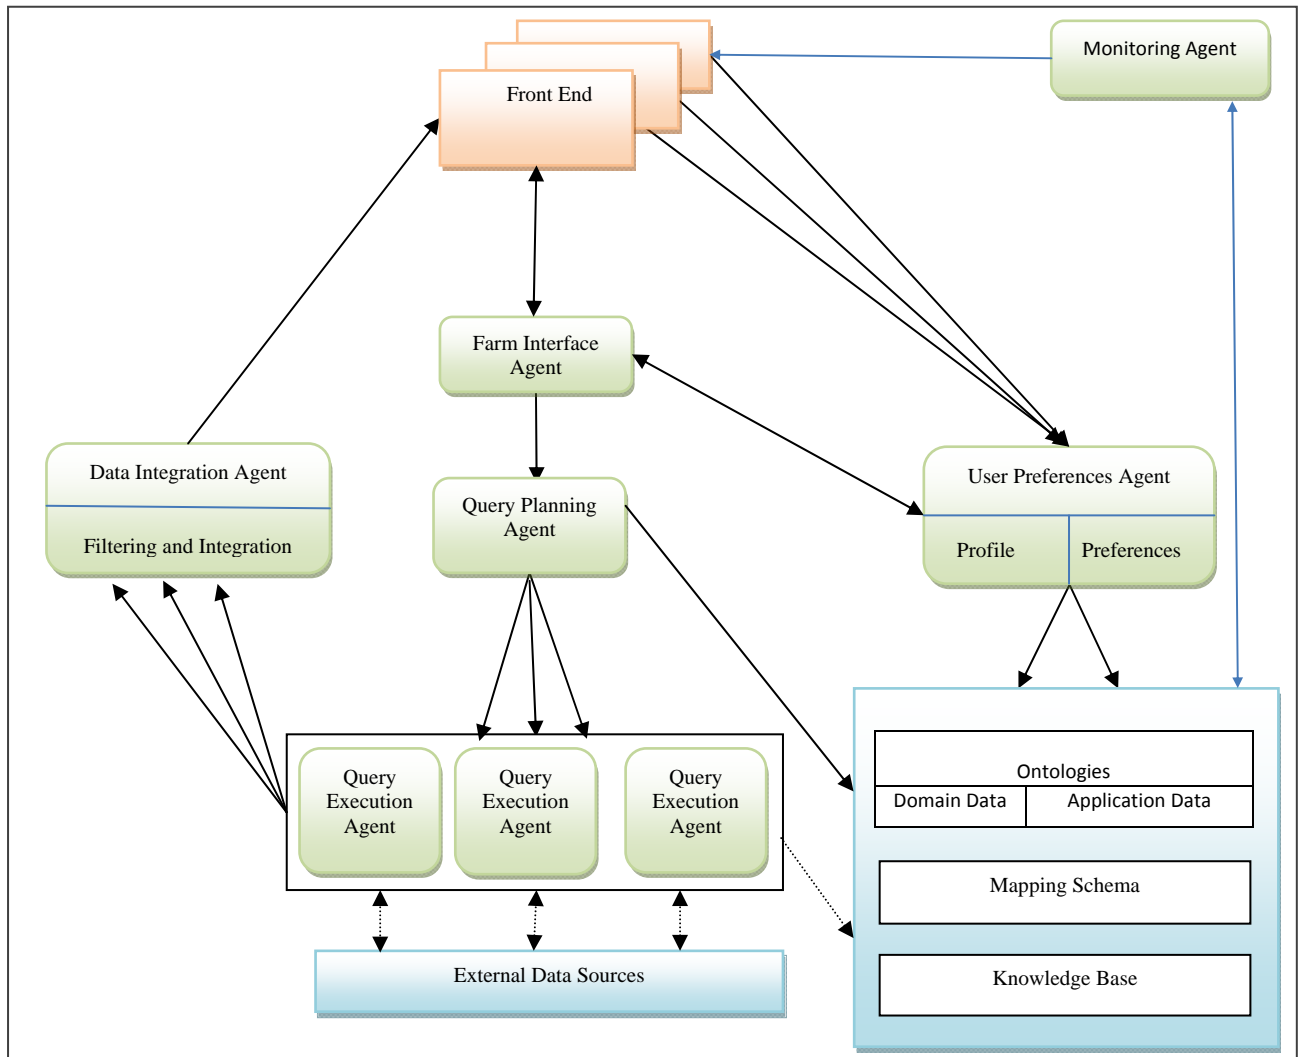 Front End
Monitoring Agent
Farm Interface
Agent
Data Integration Agent
Filtering and Integration
Query Planning
Agent
User Preferences Agent
Profile
Preferences
Query
Execution
Agent
Query
Execution
Agent
Query
Execution
Agent
Ontologies
Domain Data
Application Data
Mapping Schema
Knowledge Base
External Data Sources